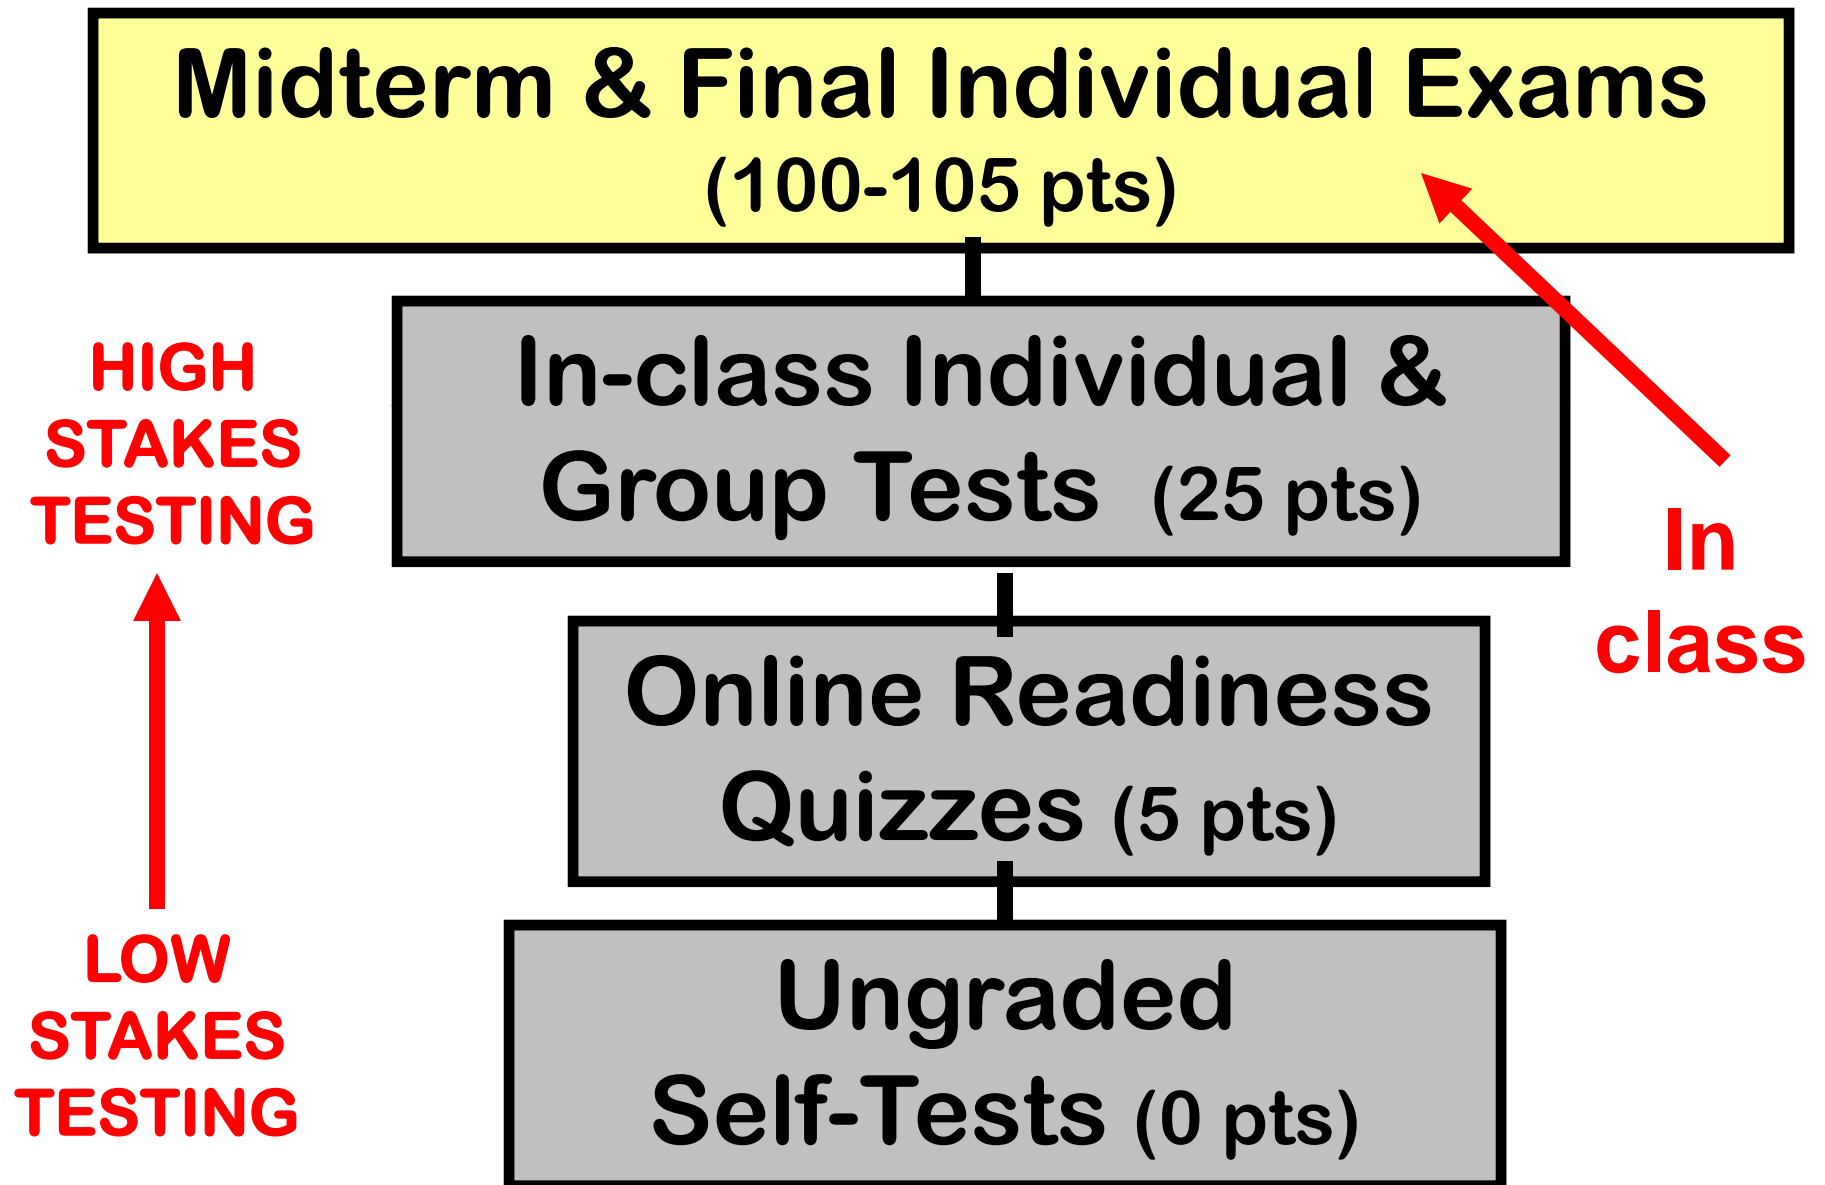 Midterm & Final Individual Exams
(100-105 pts)
In-class Individual &
Group Tests (25 pts)
Online Readiness
Quizzes (5 pts)
Ungraded
Self-Tests (0 pts)
HIGH
STAKES
TESTING
LOW
STAKES
TESTING
In
class